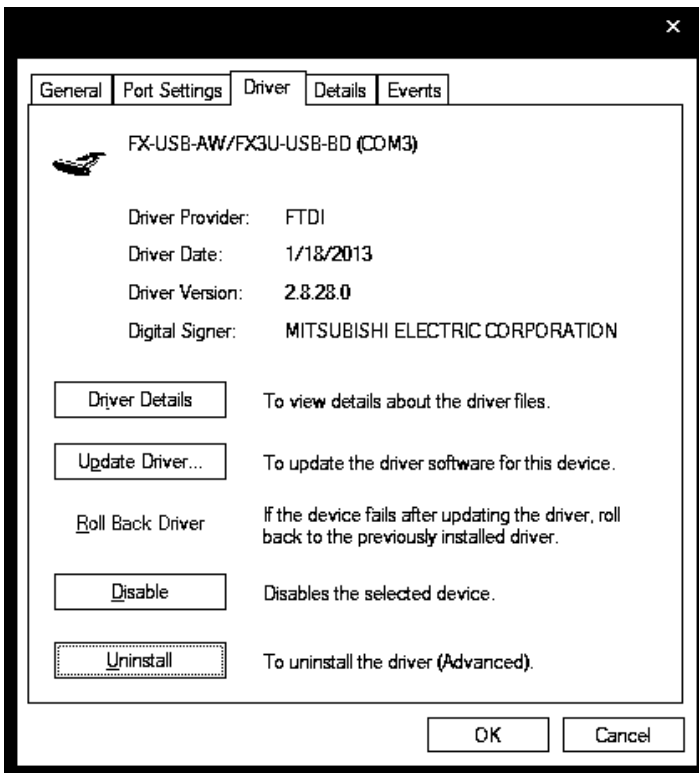 ×
General Port Settings Driver Details Events
FX-USB-AW/FX3U-USB-BD (COM3)
Driver Provider: FTDI
Driver Date: 1/18/2013
Driver Version: 2.8.28.0
Digital Signer: MITSUBISHI ELECTRIC CORPORATION
Driver Details To view details about the driver files.
Update Driver... To update the driver software for this device.
Roll Back Driver If the device fails after updating the driver, roll
back to the previously installed driver.
Disable Disables the selected device.
Uninstall To uninstall the driver (Advanced).
OK Cancel